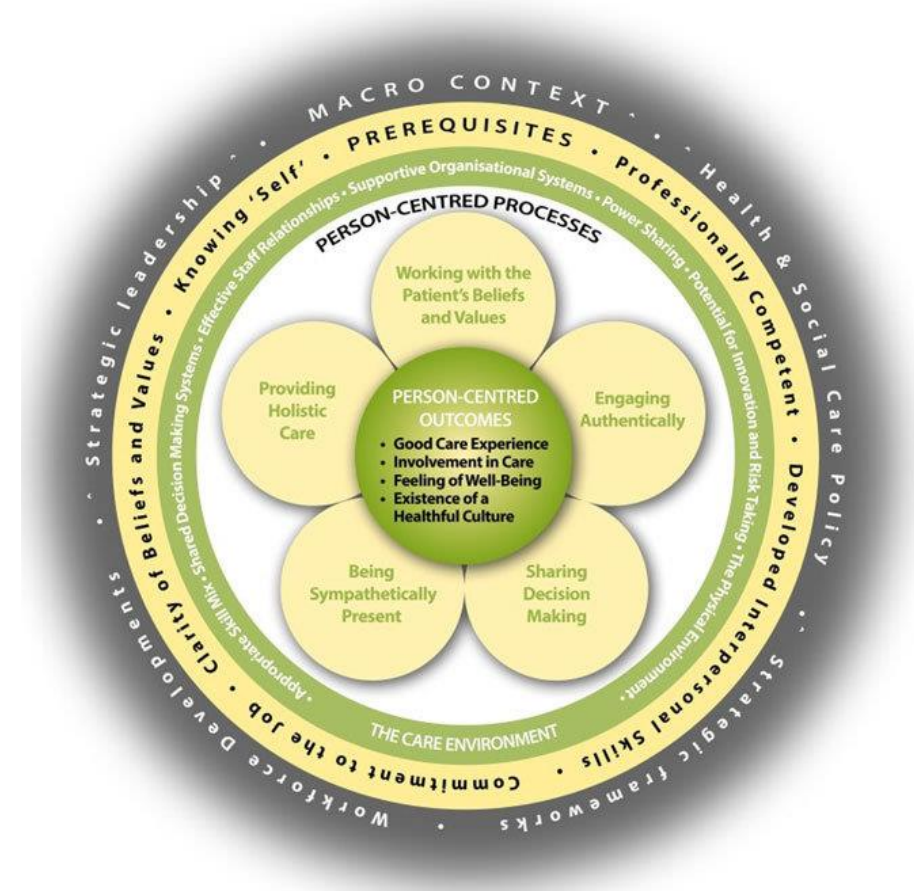 MACRO CONTEXT
Health & Social Care Policy
Strategic frameworks
Workforce Developments
Strategic leadership
PREREQUISITES • Professionally Competent • Developed Interpersonal Skills • Commitment to the Job • Clarity of Beliefs and Values • Knowing ‘Self’ •
• Appropriate Skill Mix • Shared Decision Making Systems • Effective Staff Relationships • Supportive Organisational Systems • Power Sharing • Potential for Innovation and Risk Taking • The Physical Environment •
THE CARE ENVIRONMENT
PERSON-CENTRED PROCESSES
Working with the
Patient's Beliefs
and Values
Engaging
Authentically
Sharing
Decision
Making
Being
Sympathetically
Present
Providing
Holistic
Care
PERSON-CENTRED
OUTCOMES
• Good Care Experience
• Involvement in Care
• Feeling of Well-Being
• Existence of a
Healthful Culture